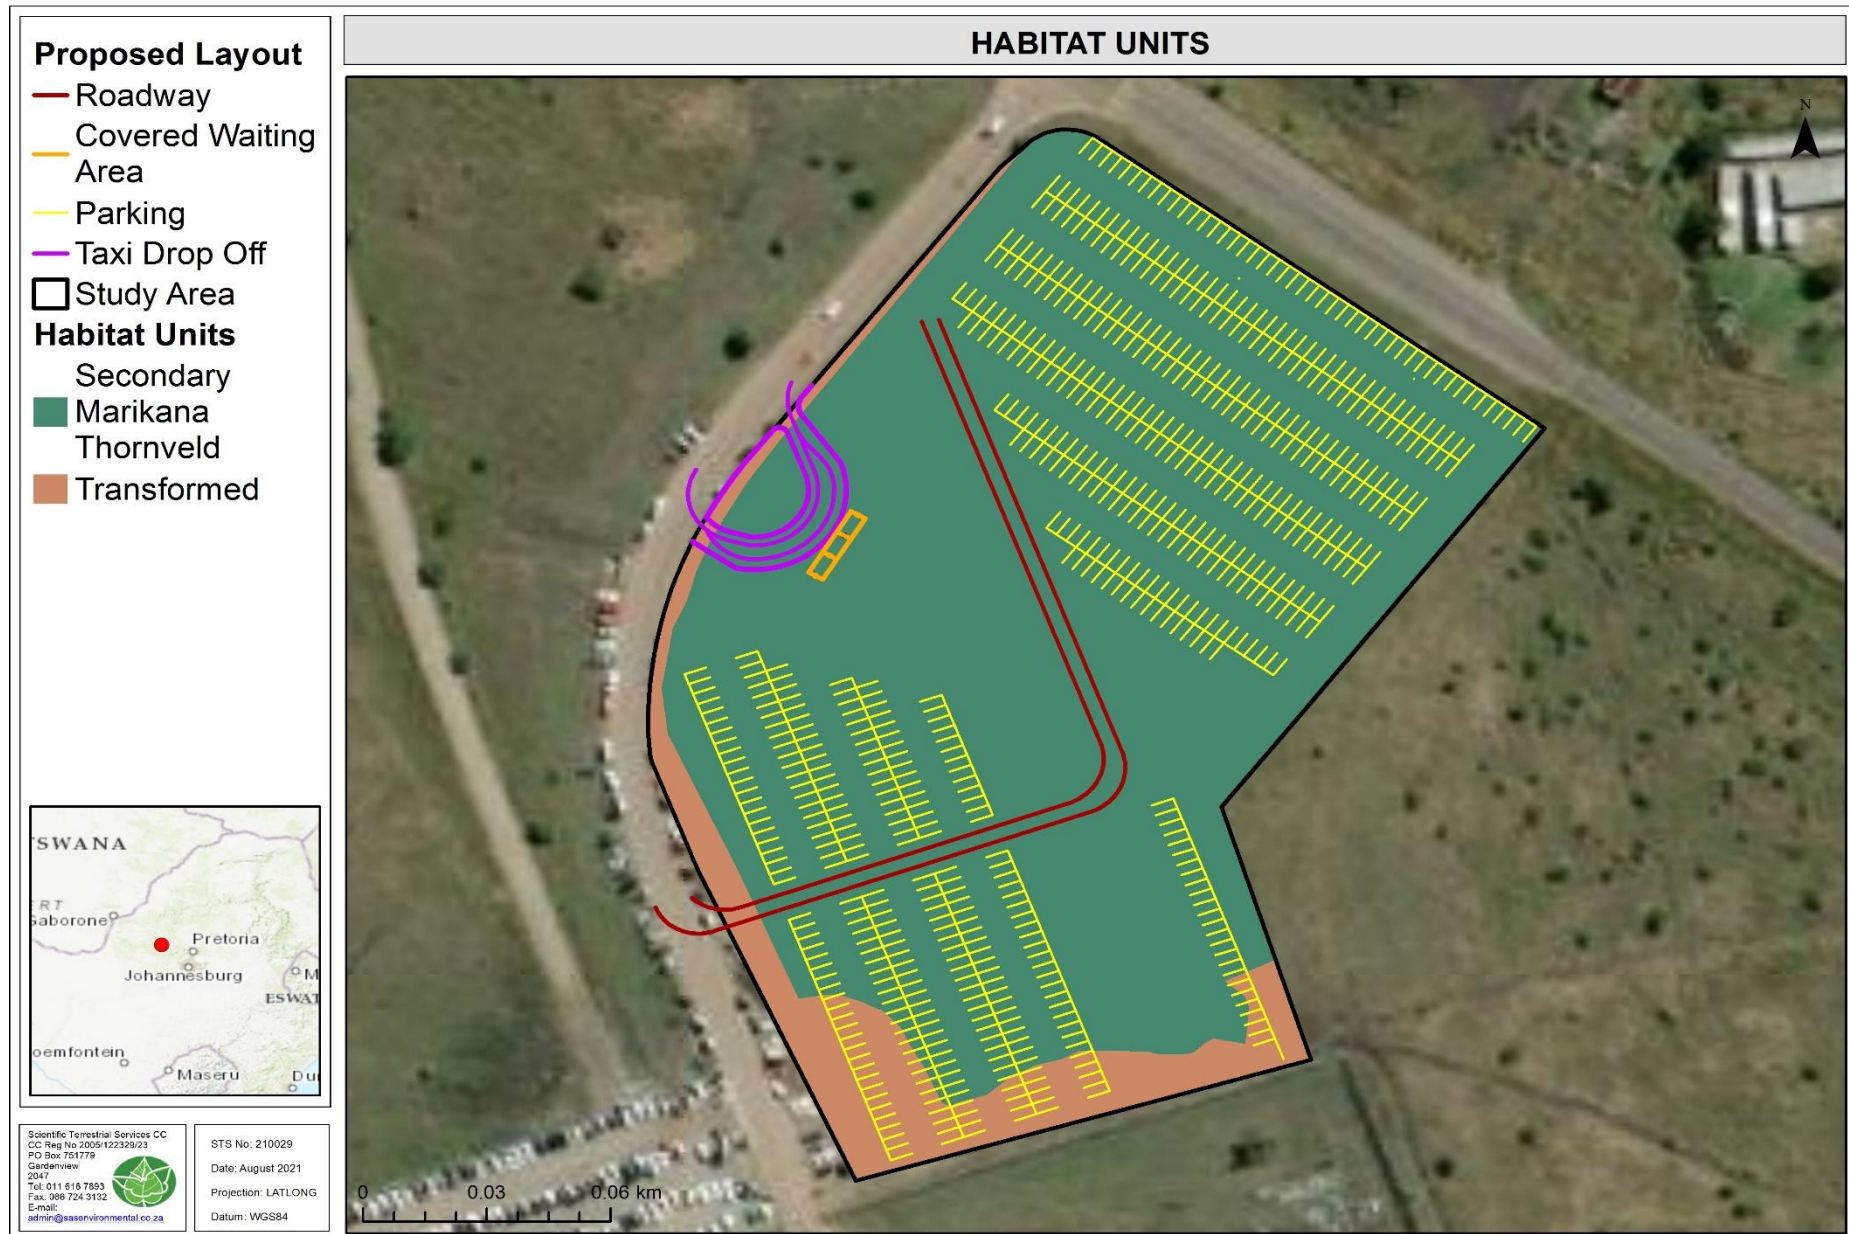 Proposed Layout
Roadway
Covered Waiting
Area
Parking
Taxi Drop Off
Study Area
Habitat Units
Secondary
Marikana
Thornveld
Transformed
HABITAT UNITS
N
TSWANA
RT
Gaborone
Pretoria
Johannesburg
M
ESWAT
oemfontein
Maseru
Du
Scientific Terrestrial Services CC
CC Reg No 2005/122329/23
PO Box 751779
Gardenview
2047
Tel: 011 616 7893
Fax: 086 724 3132
E-mail:
admin@sasenvironmental.co.za
STS No: 210029
Date: August 2021
Projection: LATLONG
Datum: WGS84
0 0.03 0.06 km